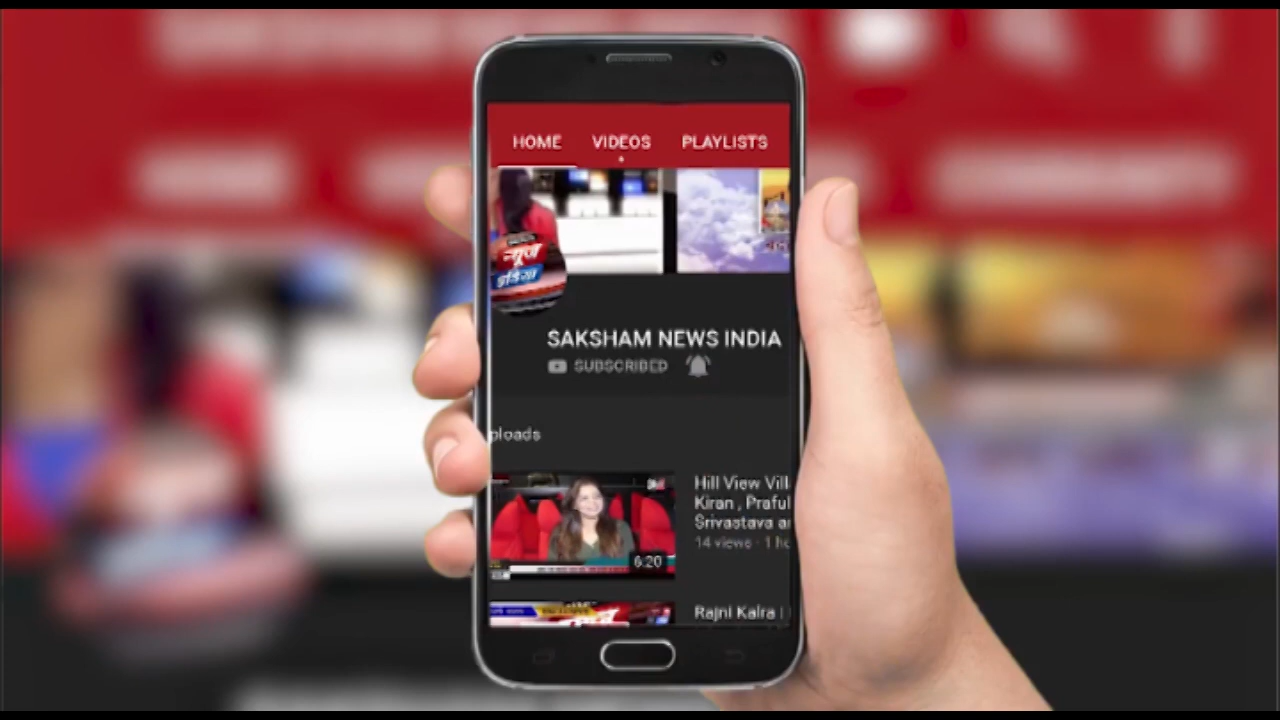 HOME VIDEOS PLAYLISTS
न्यूज़
इंडिया
SAKSHAM NEWS INDIA
SUBSCRIBED
ploads
Hill View Vill
Kiran , Praful
Srivastava a
14 views · 1 h
6:20
Rajni Kalra |